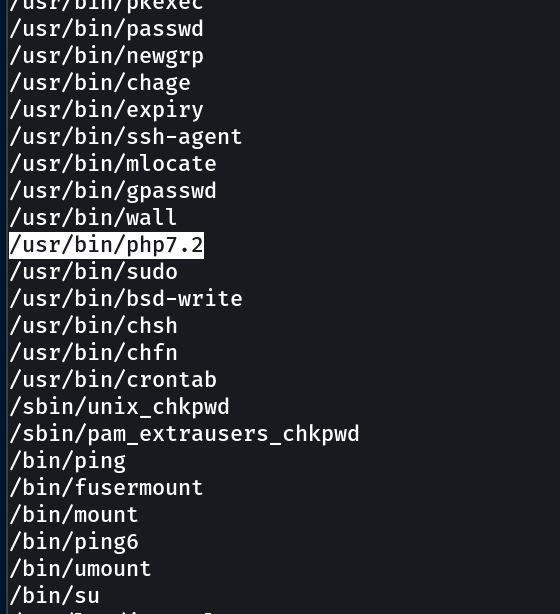 /usr/bin/pkexec
/usr/bin/passwd
/usr/bin/newgrp
/usr/bin/chage
/usr/bin/expiry
/usr/bin/ssh-agent
/usr/bin/mlocate
/usr/bin/gpasswd
/usr/bin/wall
/usr/bin/php7.2
/usr/bin/sudo
/usr/bin/bsd-write
/usr/bin/chsh
/usr/bin/chfn
/usr/bin/crontab
/sbin/unix_chkpwd
/sbin/pam_extrausers_chkpwd
/bin/ping
/bin/fusermount
/bin/mount
/bin/ping6
/bin/umount
/bin/su